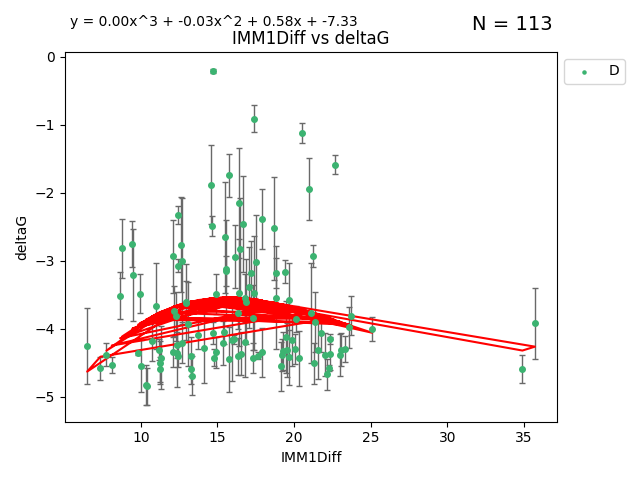 y = 0.00x^3 + -0.03x^2 + 0.58x + -7.33
N = 113
IMM1Diff vs deltaG
D
0
−1
−2
−3
−4
−5
deltaG
10 15 20 25 30 35
IMM1Diff